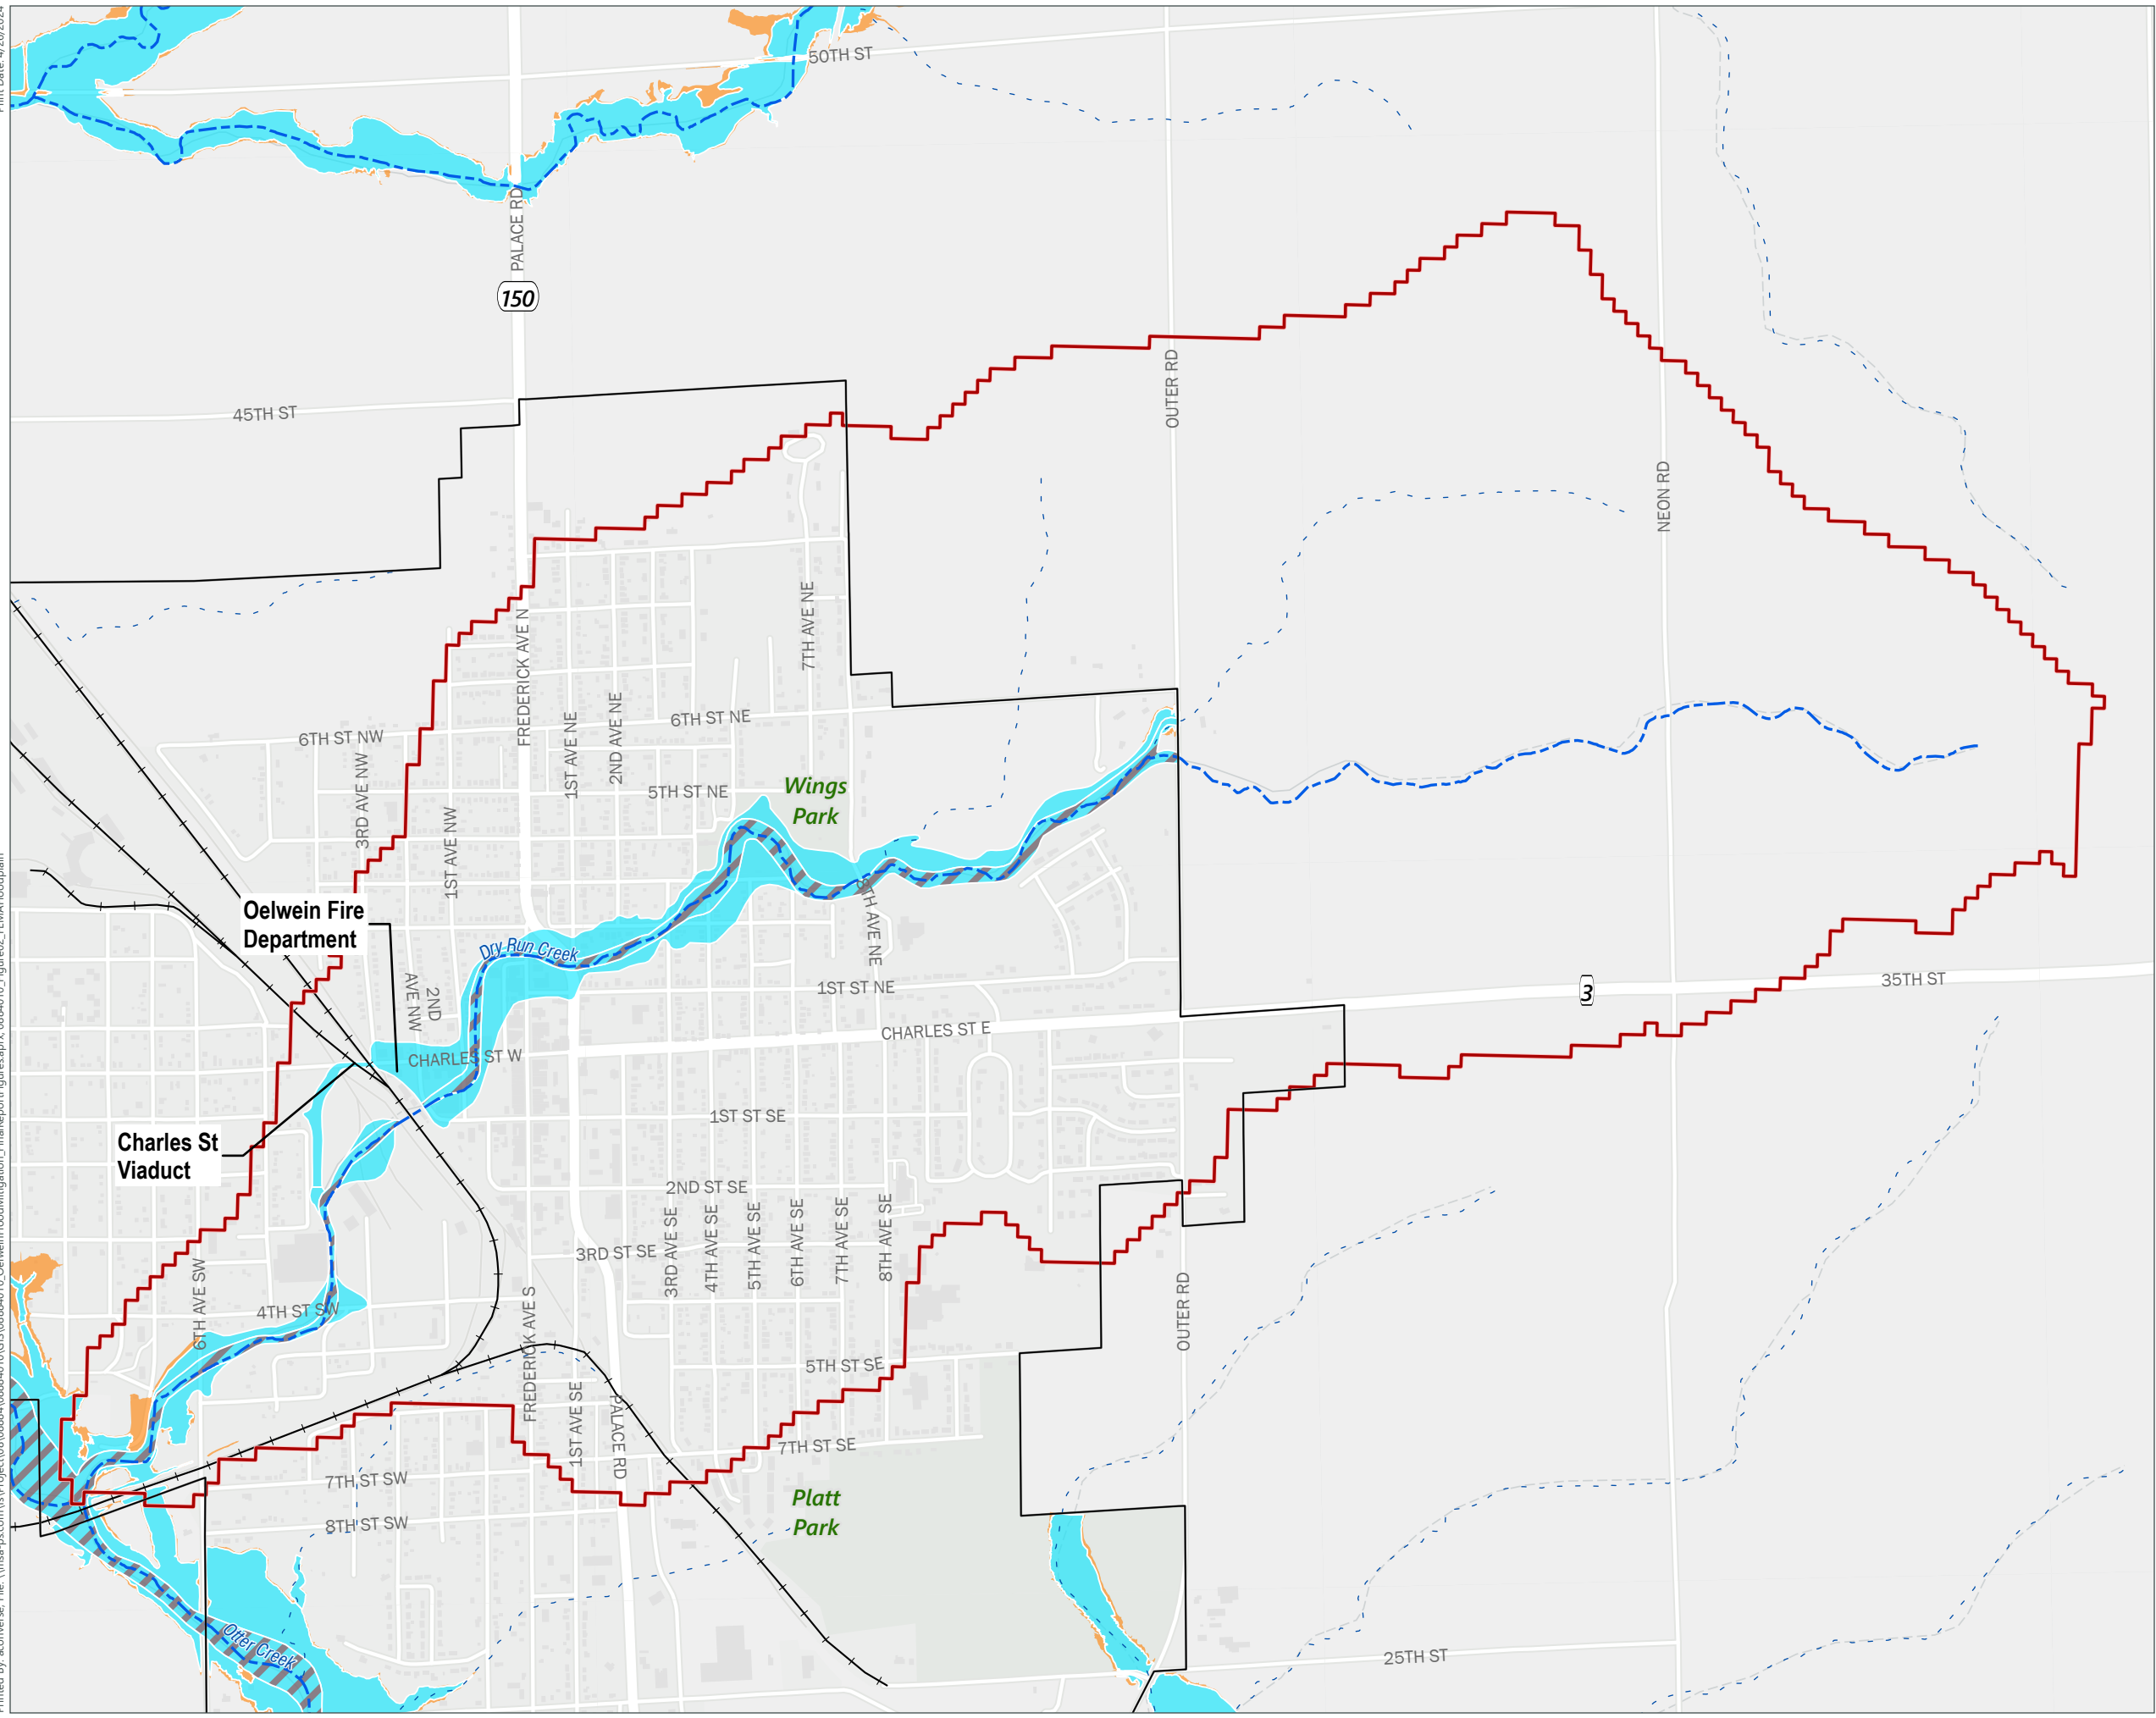 50TH ST
PALACE RD
150
45TH ST
OUTER RD
NEON RD
FREDERICK AVE N
7TH AVE NE
6TH ST NW
6TH ST NE
3RD AVE NW
1ST AVE NE
2ND AVE NE
5TH ST NE
Wings
Park
1ST AVE NW
Oelwein Fire
Department
8TH AVE NE
Dry Run Creek
2ND
AVE NW
1ST ST NE
3
35TH ST
CHARLES ST E
CHARLES ST W
1ST ST SE
Charles St
Viaduct
2ND ST SE
3RD AVE SE
4TH AVE SE
5TH AVE SE
6TH AVE SE
7TH AVE SE
8TH AVE SE
3RD ST SE
6TH AVE SW
4TH ST SW
FREDERICK AVE S
OUTER RD
5TH ST SE
1ST AVE SE
PALACE RD
7TH ST SE
7TH ST SW
8TH ST SW
Platt
Park
Otter Creek
25TH ST